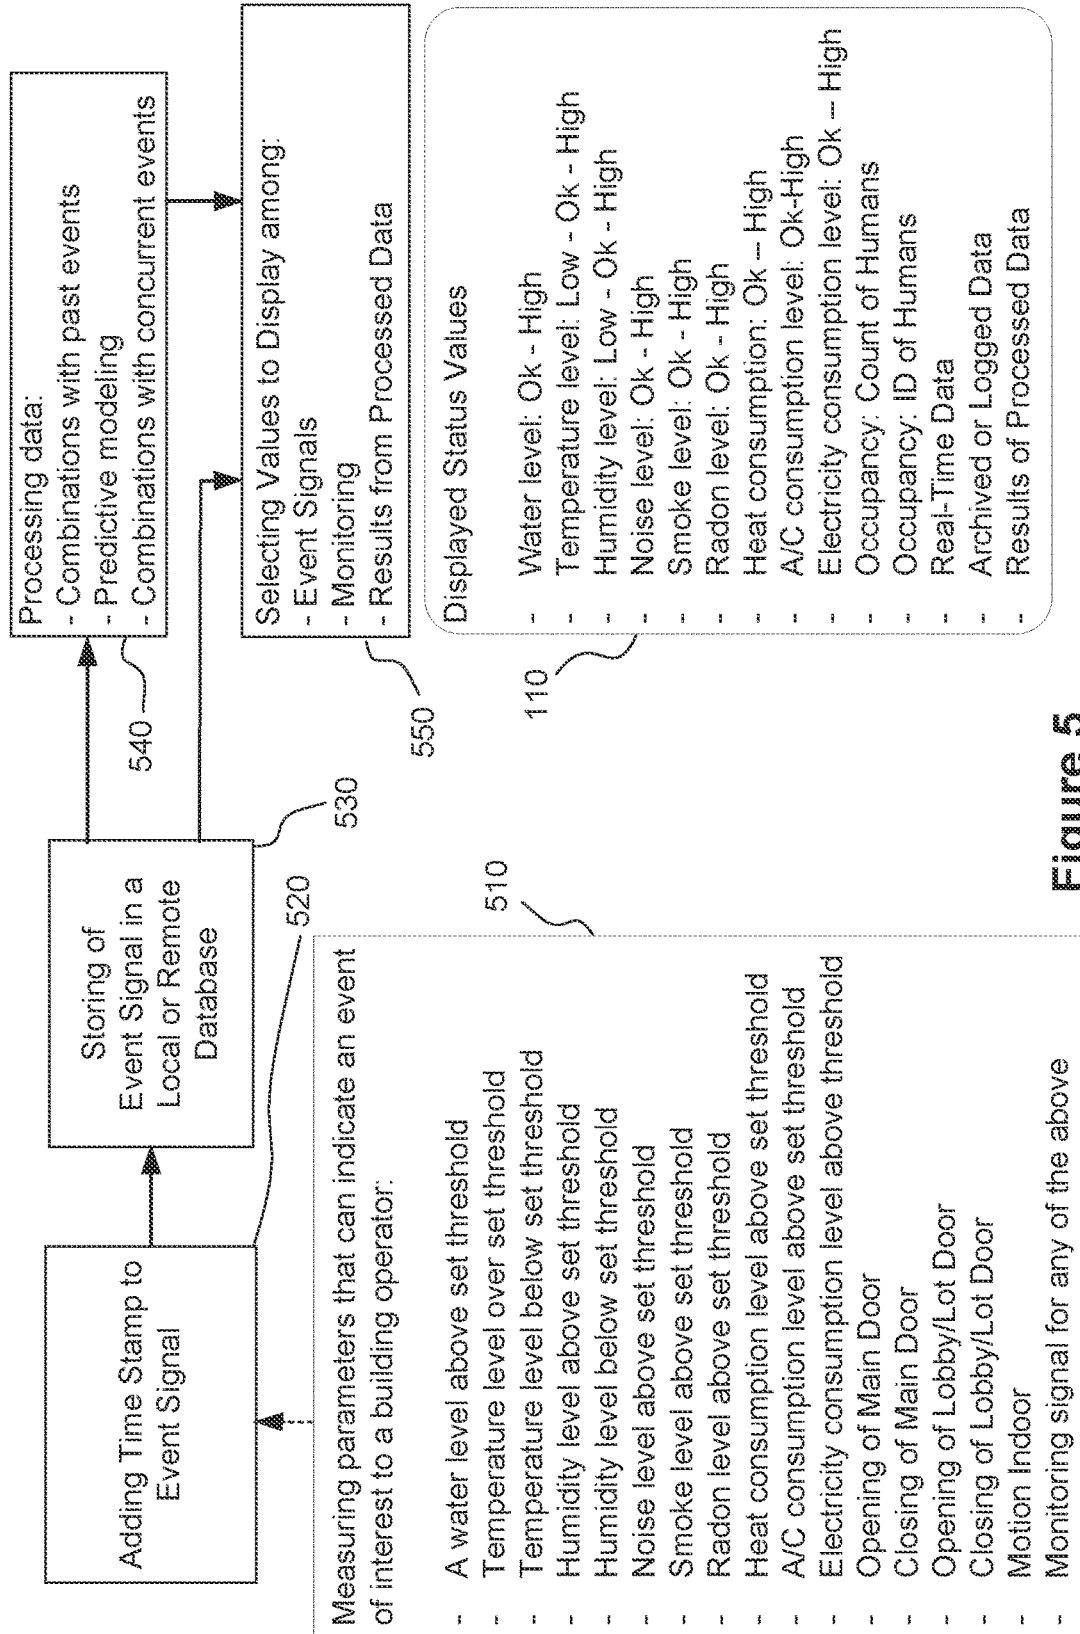 Adding Time Stamp to
Event Signal
Storing of
Event Signal in a
Local or Remote
Database
Processing data:
- Combinations with past events
- Predictive modeling
- Combinations with concurrent events
540
530
520
Selecting Values to Display among:
- Event Signals
- Monitoring
- Results from Processed Data
550
Measuring parameters that can indicate an event
of interest to a building operator:
- A water level above set threshold
- Temperature level over set threshold
- Temperature level below set threshold
- Humidity level above set threshold
- Humidity level below set threshold
- Noise level above set threshold
- Smoke level above set threshold
- Radon level above set threshold
- Heat consumption level above set threshold
- A/C consumption level above set threshold
- Electricity consumption level above threshold
- Opening of Main Door
- Closing of Main Door
- Opening of Lobby/Lot Door
- Closing of Lobby/Lot Door
- Motion Indoor
- Monitoring signal for any of the above
510
110
Displayed Status Values
- Water level: Ok - High
- Temperature level: Low - Ok - High
- Humidity level: Low - Ok - High
- Noise level: Ok - High
- Smoke level: Ok - High
- Radon level: Ok - High
- Heat consumption: Ok – High
- A/C consumption level: Ok-High
- Electricity consumption level: Ok – High
- Occupancy: Count of Humans
- Occupancy: ID of Humans
- Real-Time Data
- Archived or Logged Data
- Results of Processed Data
Figure 5